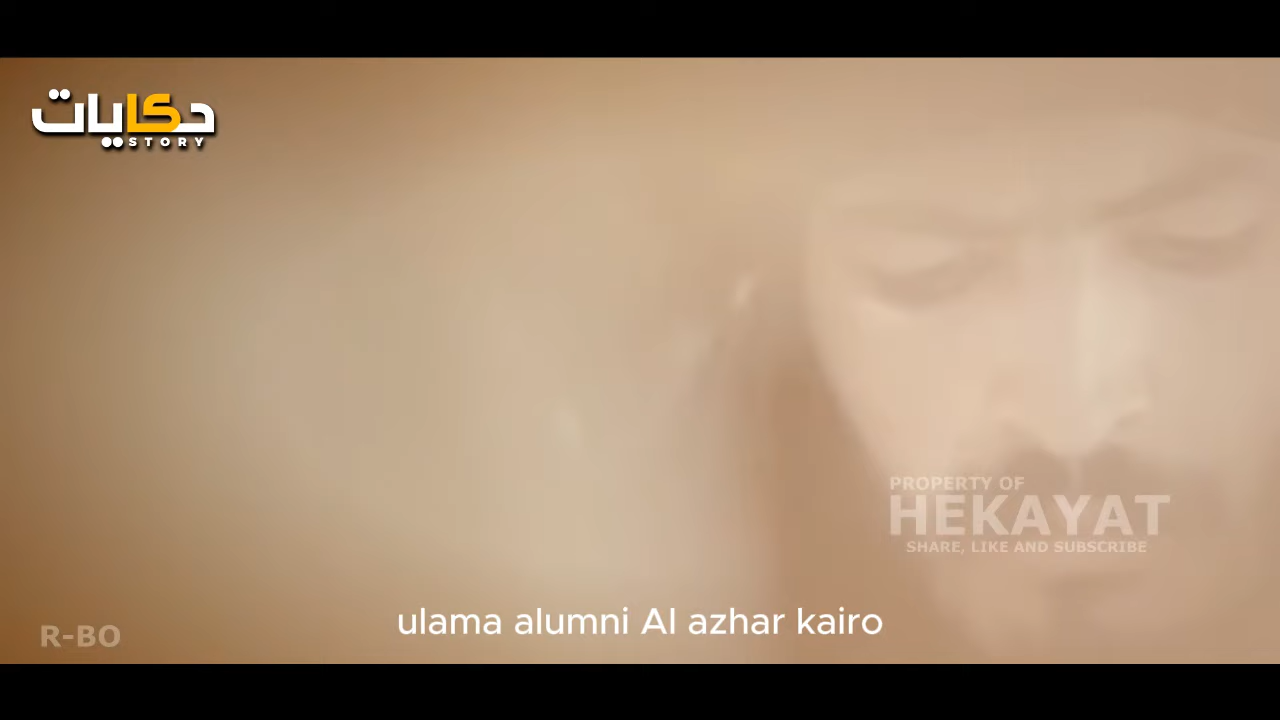 حكايات
STORY
PROPERTY OF
HEKAYAT
SHARE, LIKE AND SUBSCRIBE
ulama alumni Al azhar kairo
R-BO